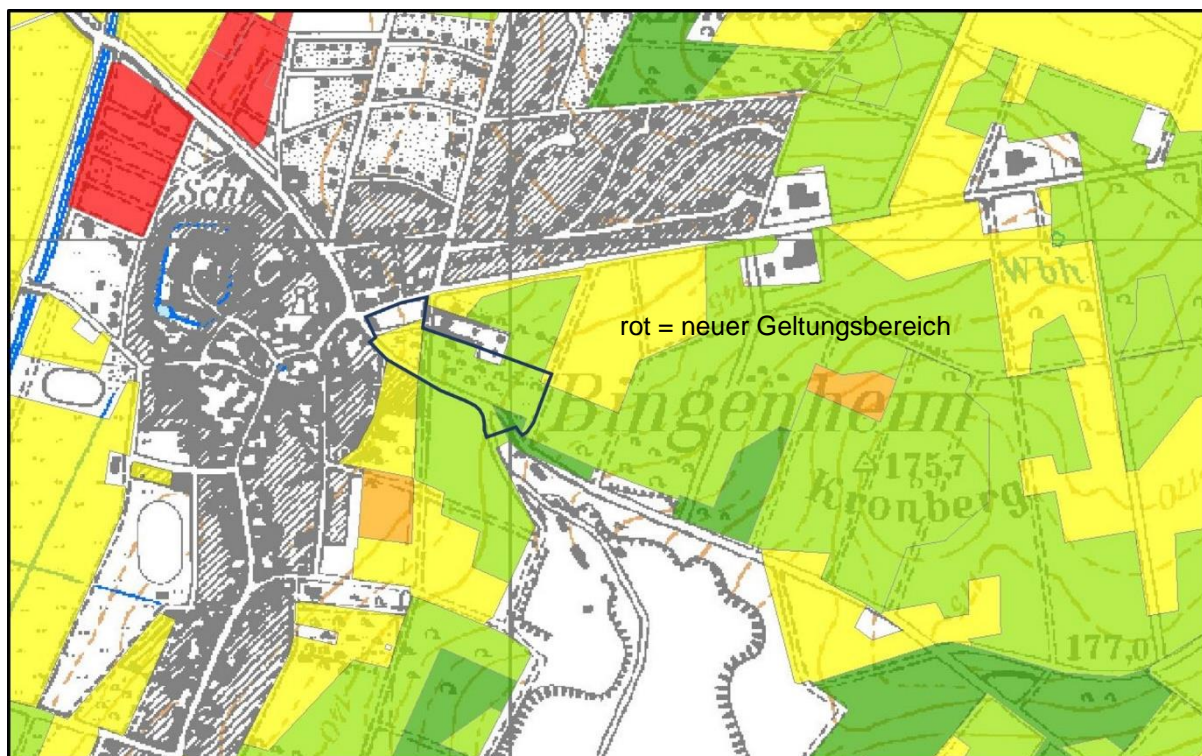 Schl
rot = neuer Geltungsbereich
Wbh
Bingenheim
175,7
Kronberg
177,0